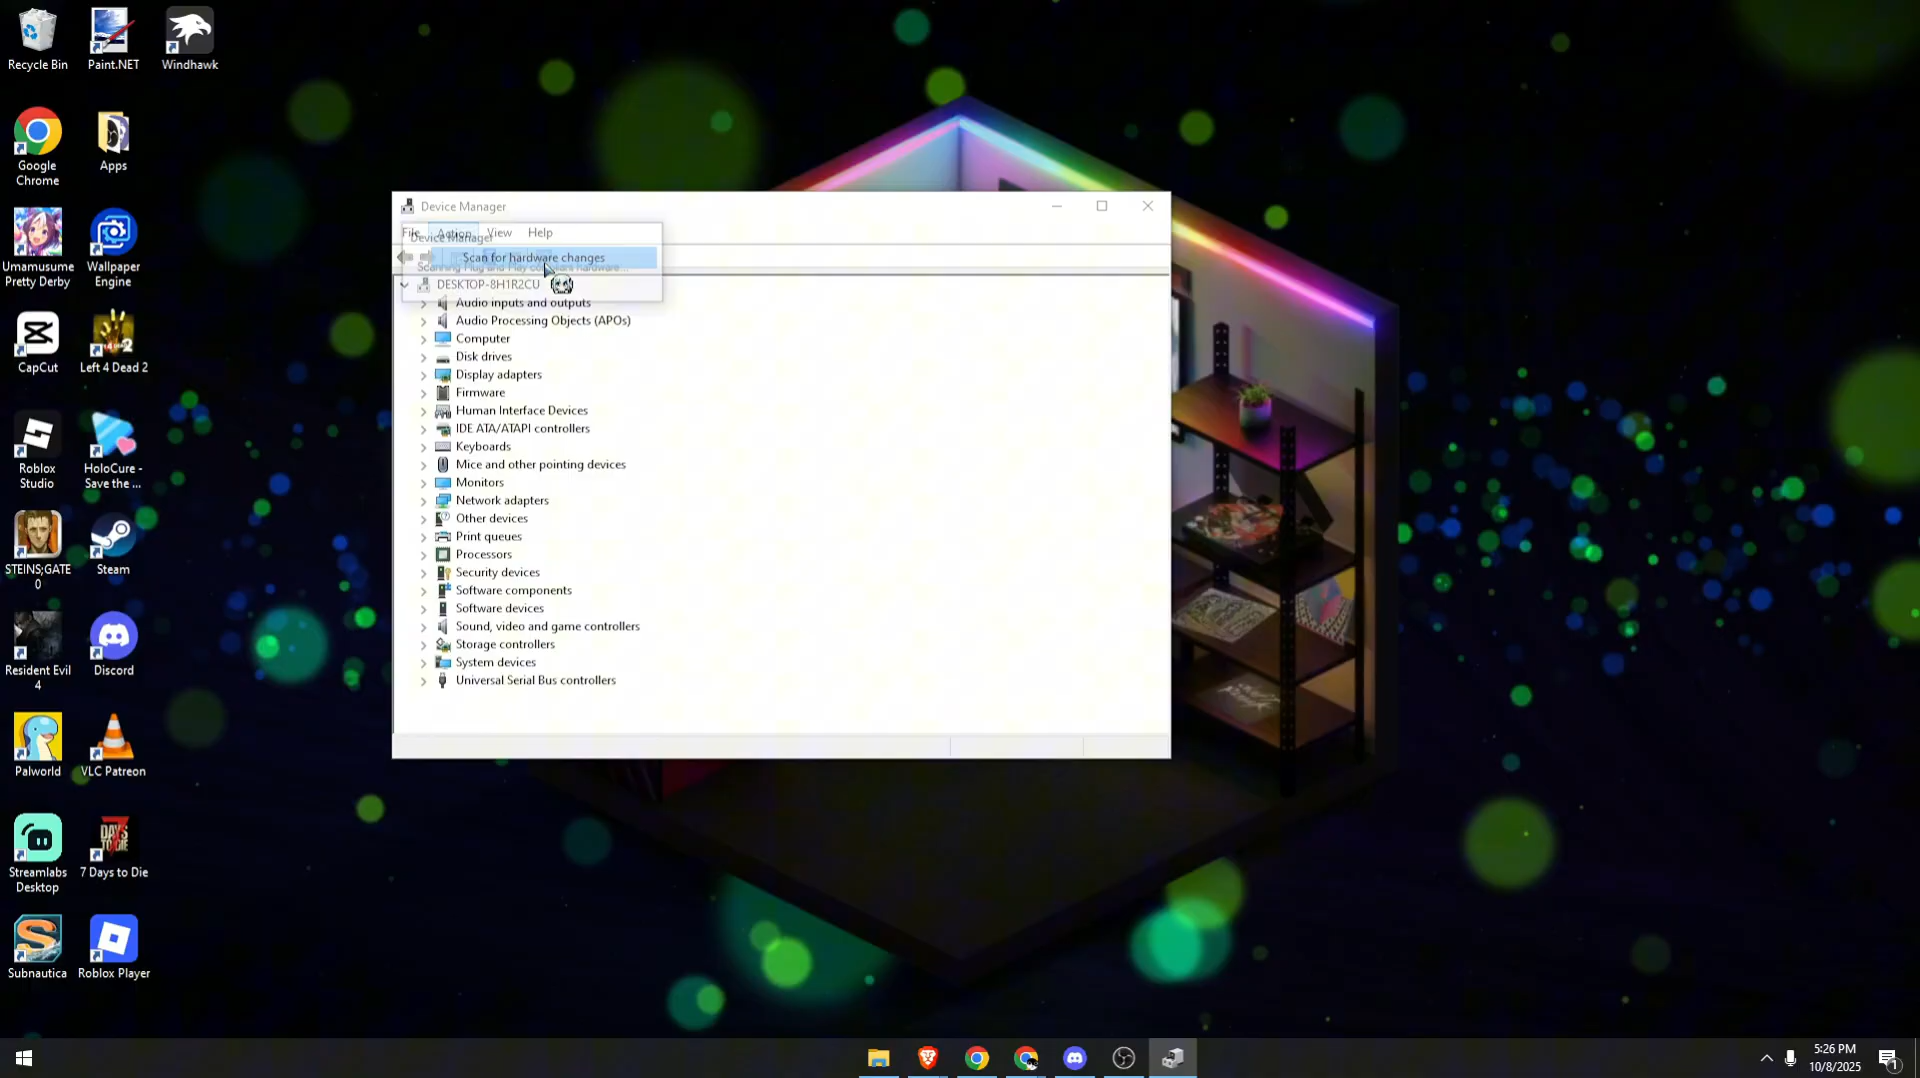 Recycle Bin
Paint.NET
Windhawk
Google
Chrome
Apps
Umamusume
Pretty Derby
Wallpaper
Engine
CapCut
Left 4 Dead 2
Roblox
Studio
HoloCure -
Save the ...
STEINS;GATE
0
Steam
Resident Evil
4
Discord
Palworld
VLC Patreon
Streamlabs
Desktop
7 Days to Die
Subnautica
Roblox Player
Device Manager
File Action View Help
Device Manager
Scan for hardware changes
Scanning Plug and Play compliant hardware...
DESKTOP-8H1R2CU
Audio inputs and outputs
Audio Processing Objects (APOs)
Computer
Disk drives
Display adapters
Firmware
Human Interface Devices
IDE ATA/ATAPI controllers
Keyboards
Mice and other pointing devices
Monitors
Network adapters
Other devices
Print queues
Processors
Security devices
Software components
Software devices
Sound, video and game controllers
Storage controllers
System devices
Universal Serial Bus controllers
5:26 PM
10/8/2025
1